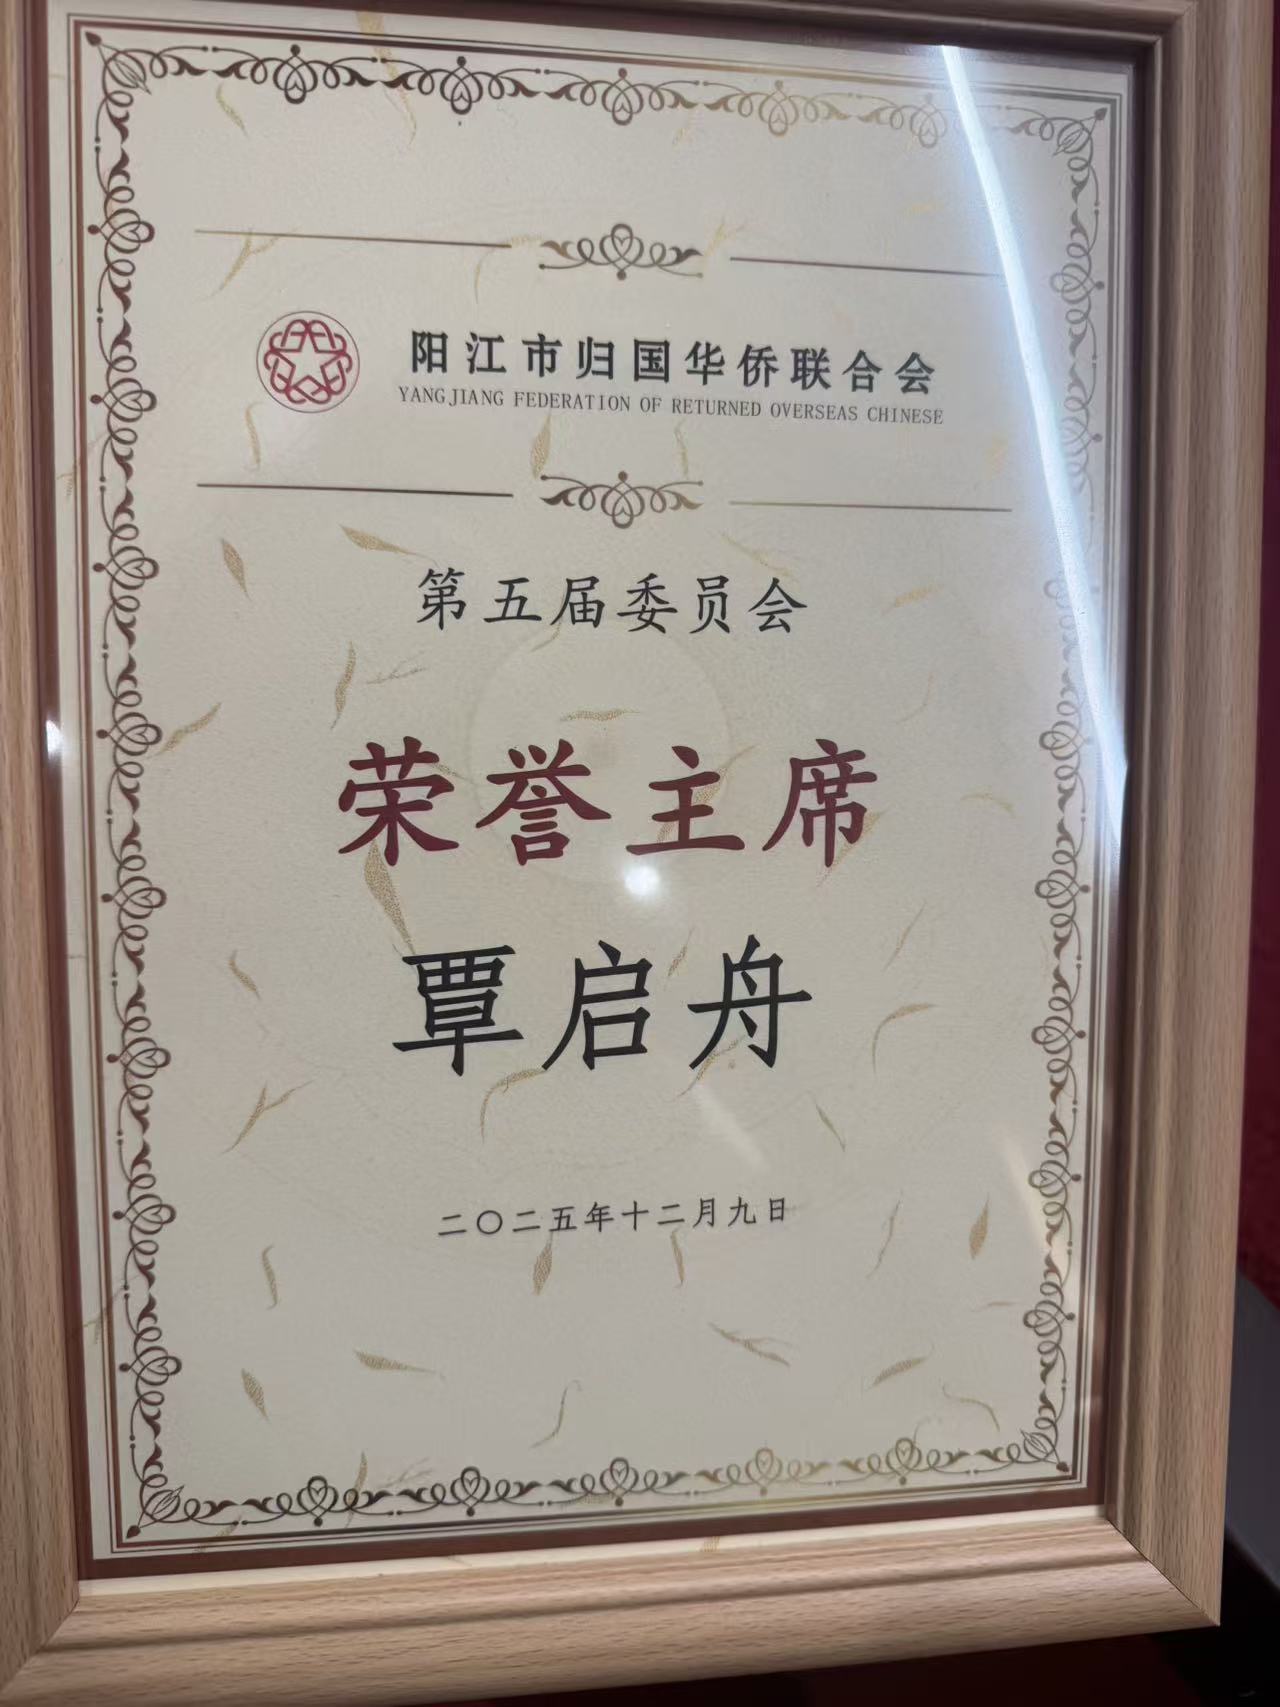 阳江市归国华侨联合会
YANGJIANG FEDERATION OF RETURNED OVERSEAS CHINESE
第五届委员会
荣誉主席
覃启舟
二〇二五年十二月九日